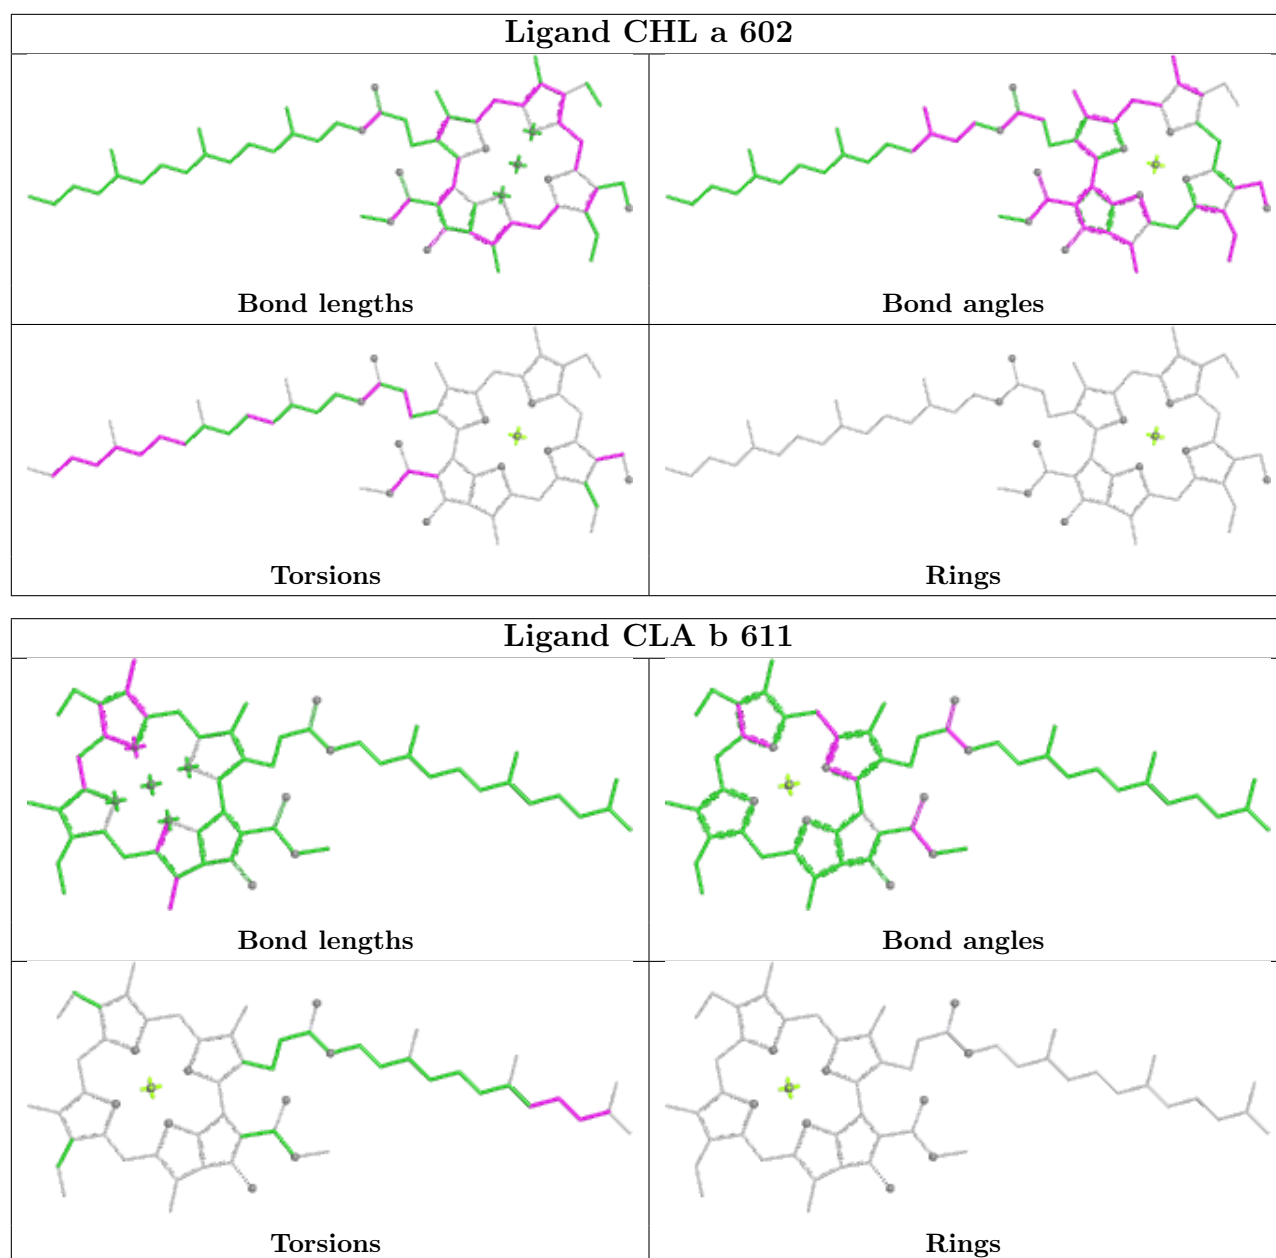 Ligand CHL a 602
Bond lengths
Bond angles
Torsions
Rings
Ligand CLA b 611
Bond lengths
Bond angles
Torsions
Rings